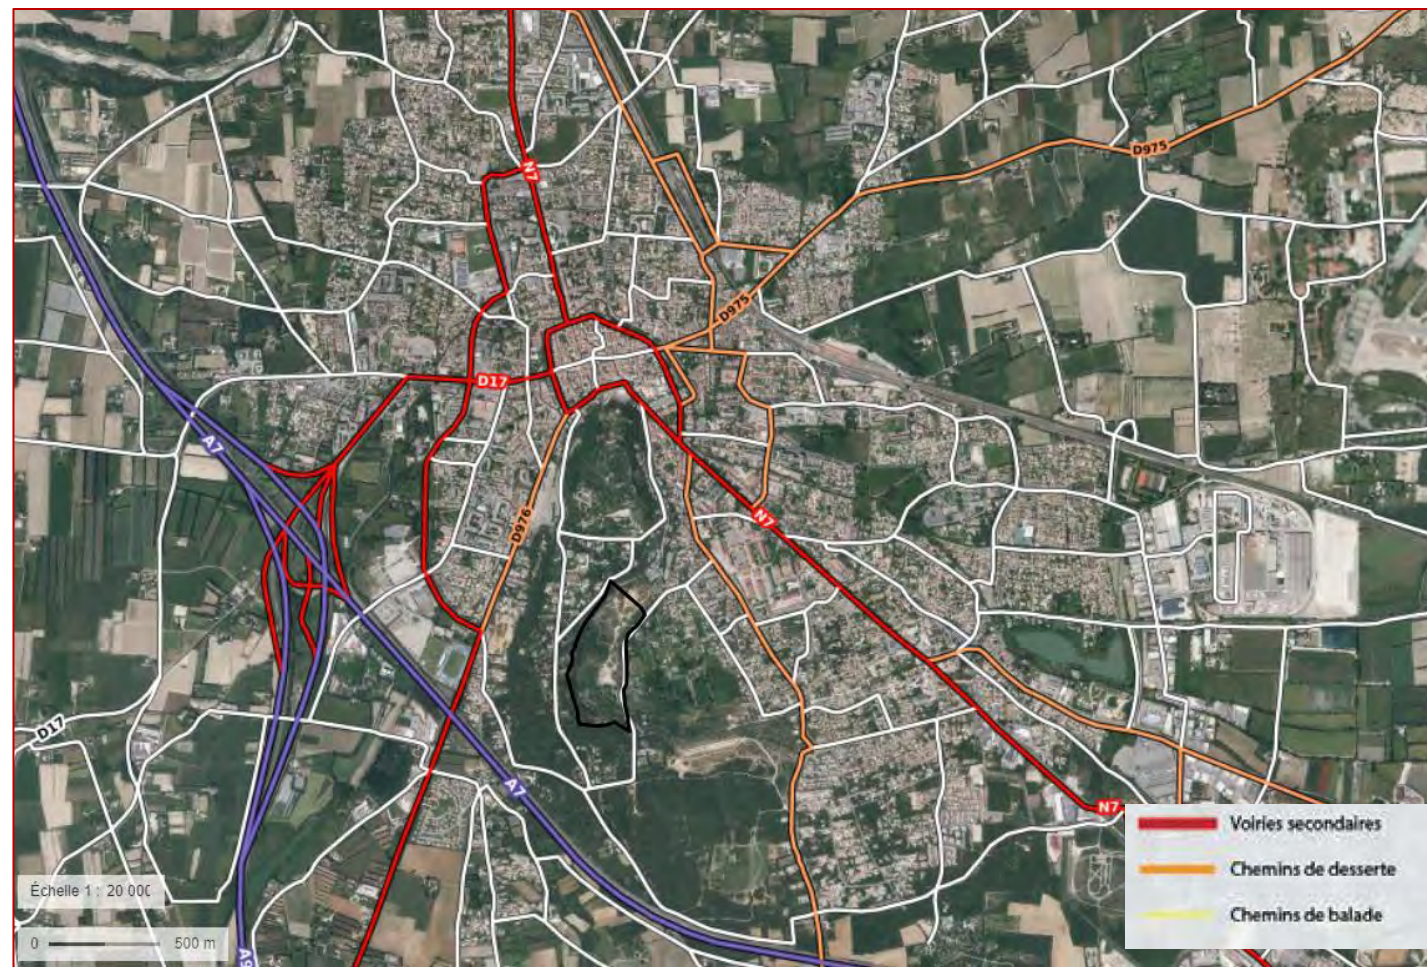 D975
N7
D975
D17
A7
N7
D976
D17
A7
N7
Voiries secondaires
Chemins de desserte
Chemins de balade
Échelle 1 : 20 000
0 500 m